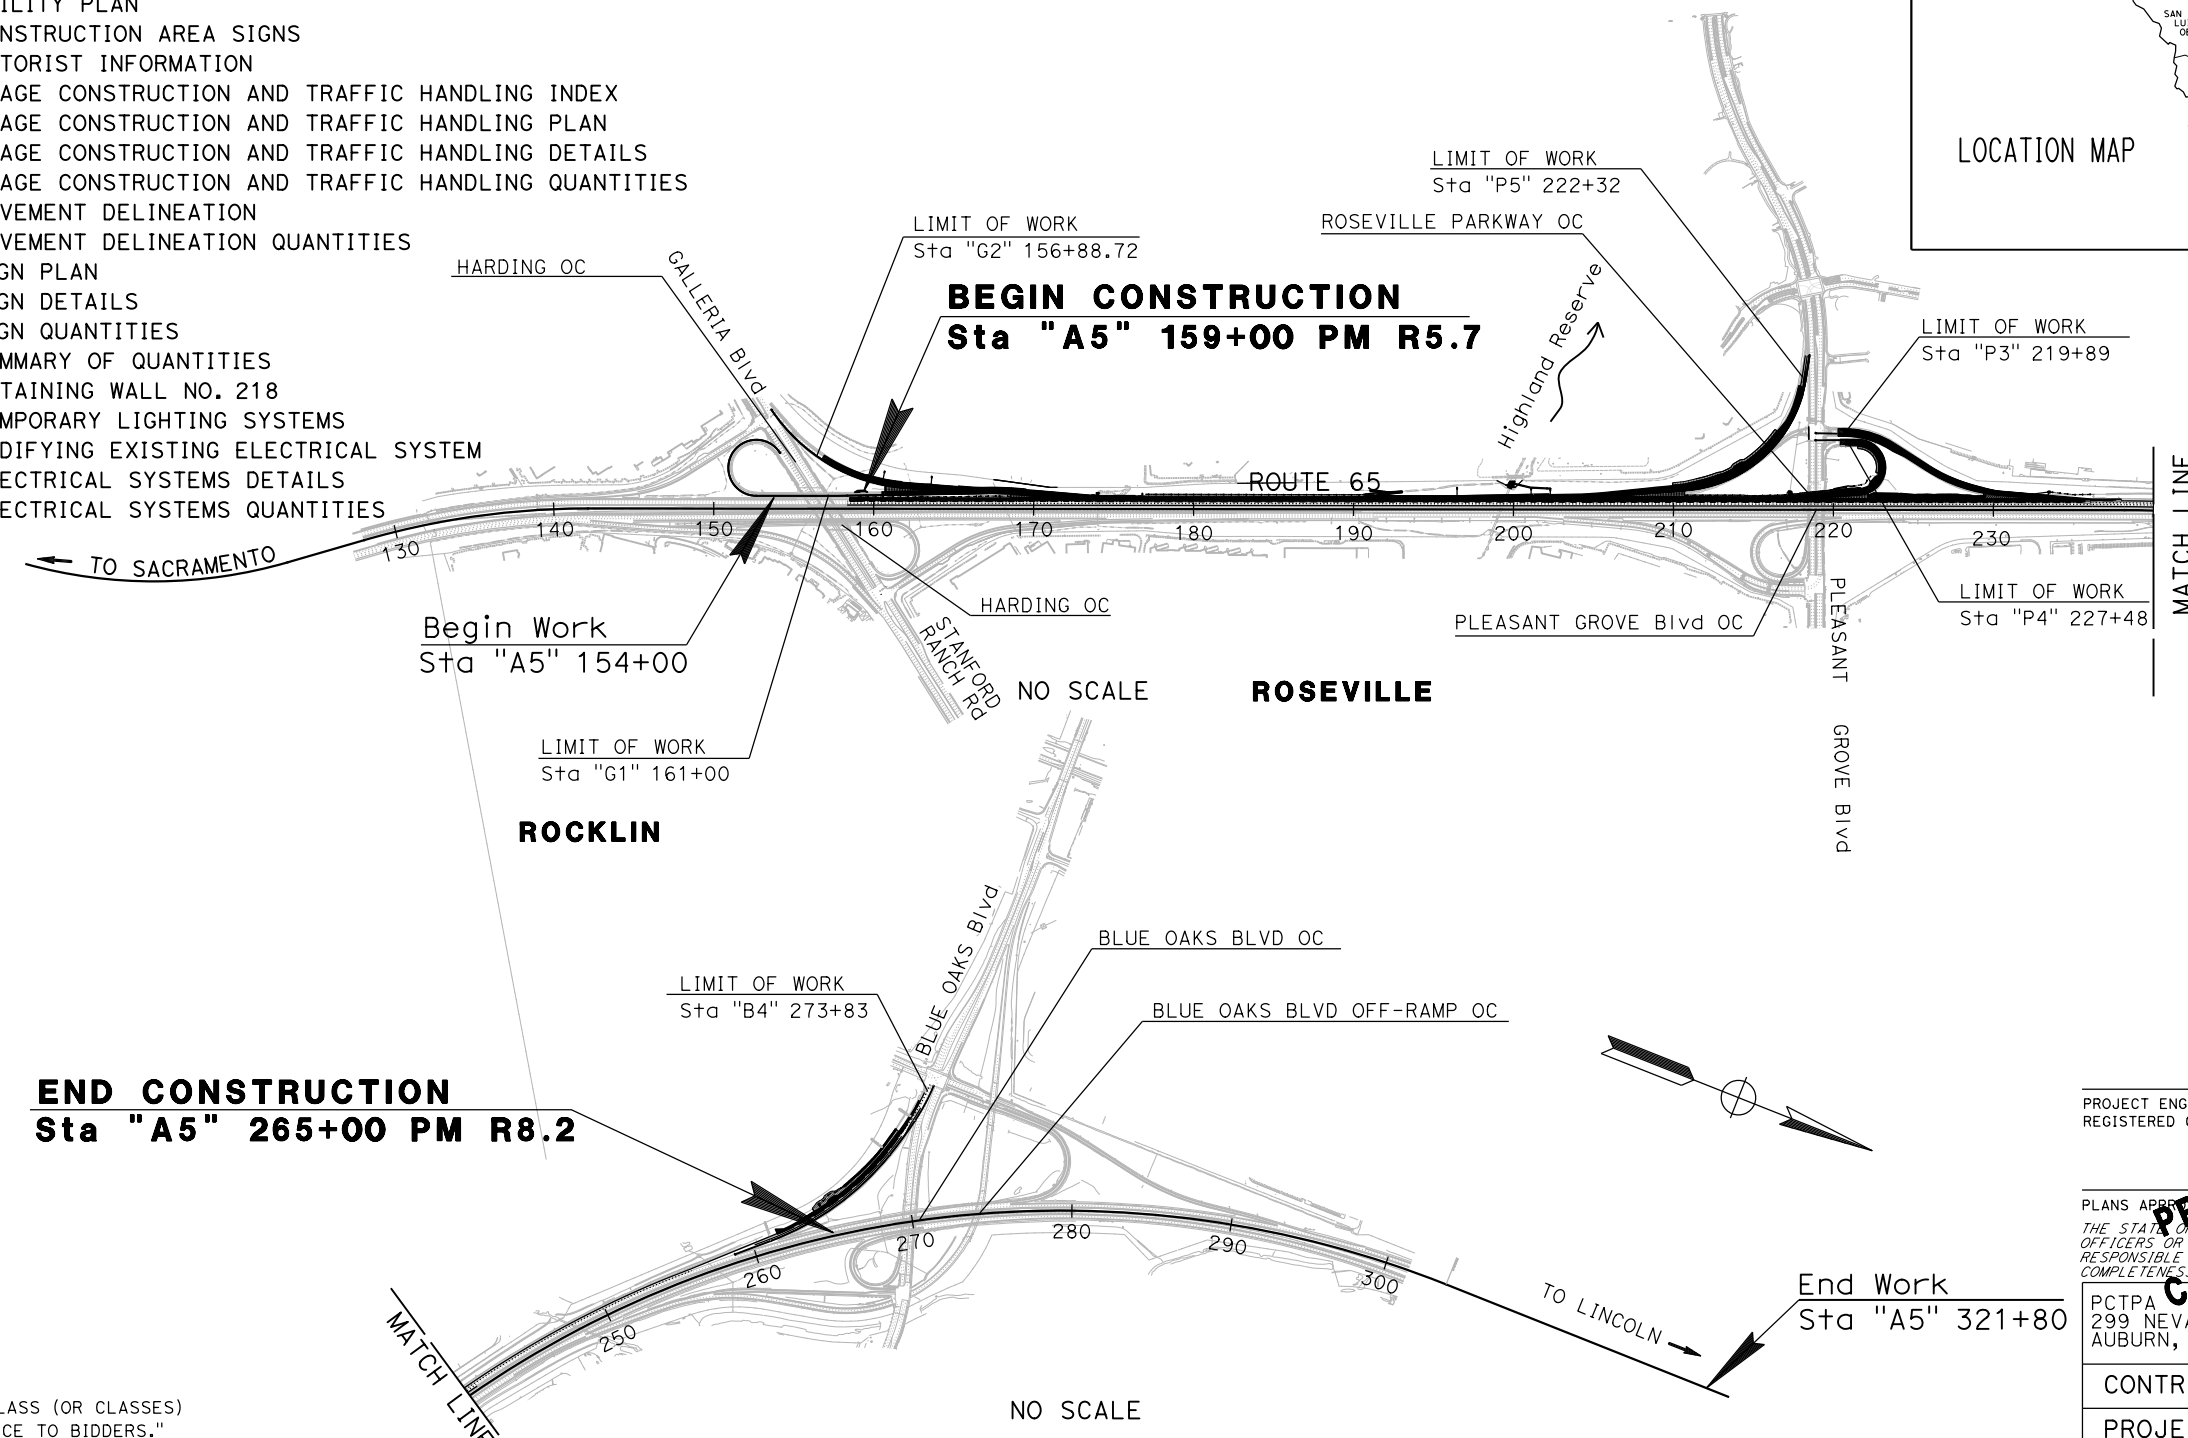 ILITY PLAN
NSTRUCTION AREA SIGNS
TORIST INFORMATION
AGE CONSTRUCTION AND TRAFFIC HANDLING INDEX
AGE CONSTRUCTION AND TRAFFIC HANDLING PLAN
AGE CONSTRUCTION AND TRAFFIC HANDLING DETAILS
AGE CONSTRUCTION AND TRAFFIC HANDLING QUANTITIES
VEMENT DELINEATION
VEMENT DELINEATION QUANTITIES
GN PLAN
GN DETAILS
GN QUANTITIES
MMARY OF QUANTITIES
TAINING WALL NO. 218
MPORARY LIGHTING SYSTEMS
DIFYING EXISTING ELECTRICAL SYSTEM
ECTRICAL SYSTEMS DETAILS
ECTRICAL SYSTEMS QUANTITIES
SAN
LU
LOCATION MAP
HARDING OC
GALLERIA Blvd
LIMIT OF WORK
Sta "G2" 156+88.72
BEGIN CONSTRUCTION
Sta "A5" 159+00 PM R5.7
LIMIT OF WORK
Sta "P5" 222+32
ROSEVILLE PARKWAY OC
Highland Reserve
LIMIT OF WORK
Sta "P3" 219+89
ROUTE 65
130
140
150
160
170
180
190
200
210
220
230
MATCH LINE
TO SACRAMENTO
Begin Work
Sta "A5" 154+00
HARDING OC
STANFORD
RANCH Rd
PLEASANT GROVE Blvd OC
PLEASANT GROVE Blvd
LIMIT OF WORK
Sta "P4" 227+48
NO SCALE
ROSEVILLE
LIMIT OF WORK
Sta "G1" 161+00
ROCKLIN
BLUE OAKS Blvd
BLUE OAKS BLVD OC
LIMIT OF WORK
Sta "B4" 273+83
BLUE OAKS BLVD OFF-RAMP OC
END CONSTRUCTION
Sta "A5" 265+00 PM R8.2
250
260
270
280
290
300
MATCH LINE
TO LINCOLN
End Work
Sta "A5" 321+80
NO SCALE
LASS (OR CLASSES)
CE TO BIDDERS."
PROJECT ENG
REGISTERED
PLANS APPRO
THE STATE O
OFFICERS OR
RESPONSIBLE
COMPLETENES
PCTPA
299 NEVA
AUBURN,
CONTR
PROJE